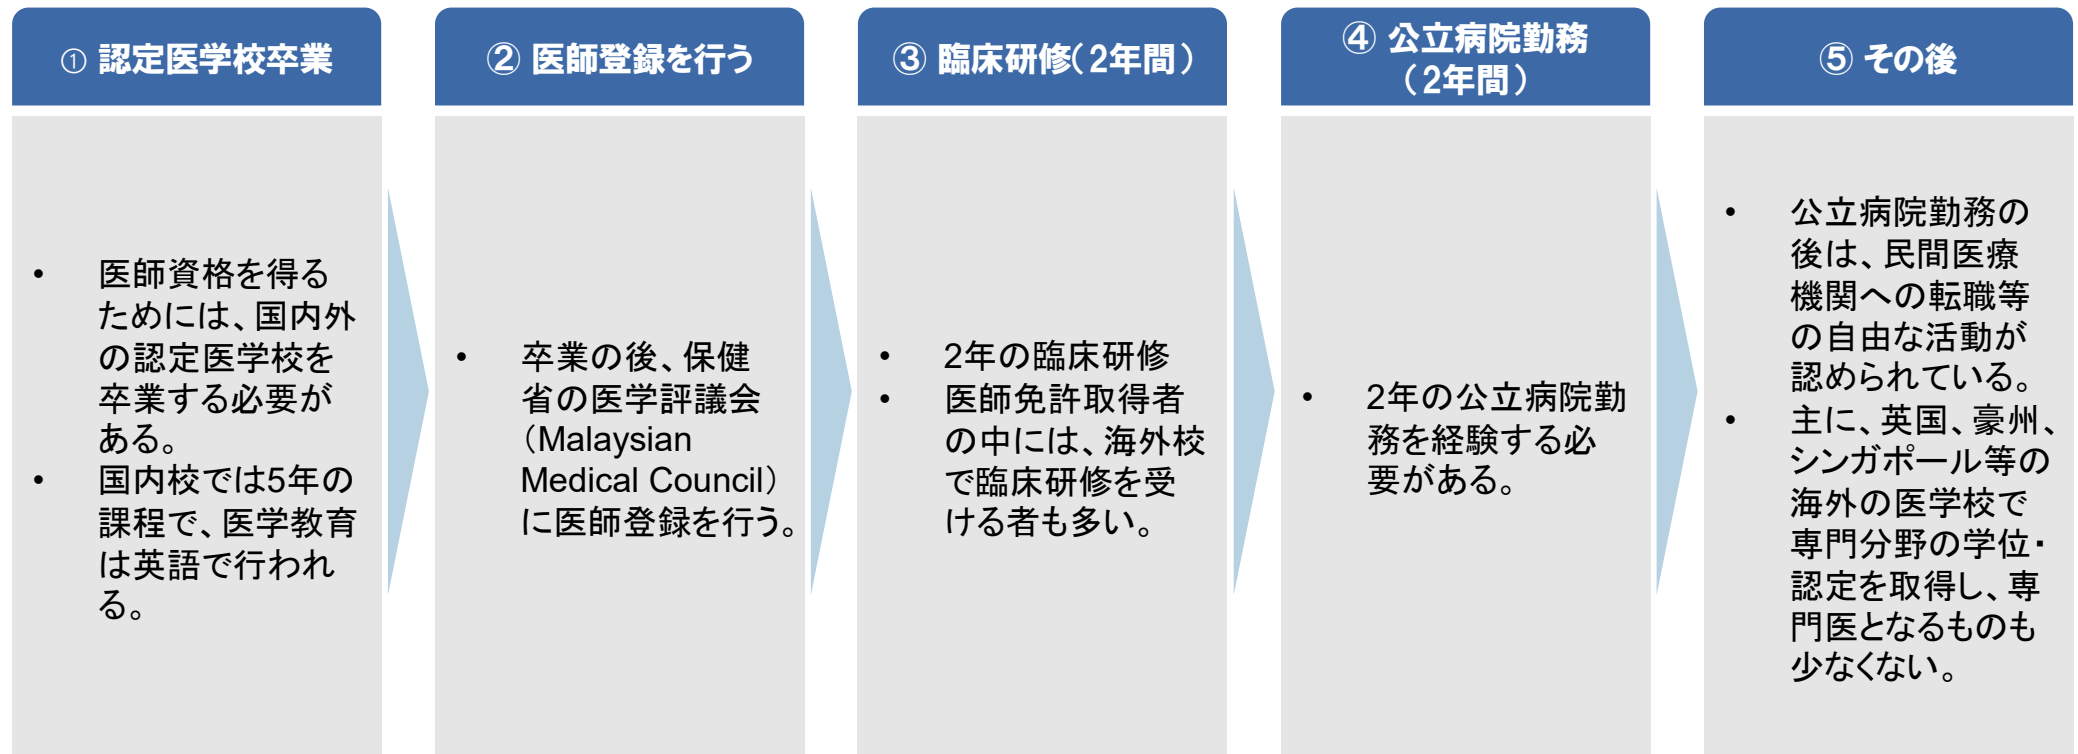 ① 認定医学校卒業
• 医師資格を得る
ためには、国内外
の認定医学校を
卒業する必要が
ある。
• 国内校では5年の
課程で、医学教育
は英語で行われ
る。
② 医師登録を行う
• 卒業の後、保健
省の医学評議会
（Malaysian
Medical Council）
に医師登録を行う。
③ 臨床研修（2年間）
• 2年の臨床研修
• 医師免許取得者
の中には、海外校
で臨床研修を受
ける者も多い。
④ 公立病院勤務
（2年間）
• 2年の公立病院勤
務を経験する必
要がある。
⑤ その後
• 公立病院勤務の
後は、民間医療
機関への転職等
の自由な活動が
認められている。
• 主に、英国、豪州、
シンガポール等の
海外の医学校で
専門分野の学位・
認定を取得し、専
門医となるものも
少なくない。